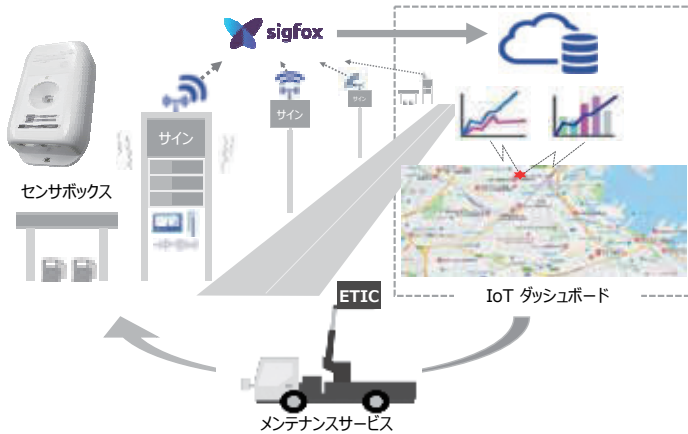 sigfox
サイン
サイン
サイン
センサボックス
ETIC
IoT ダッシュボード
メンテナンスサービス